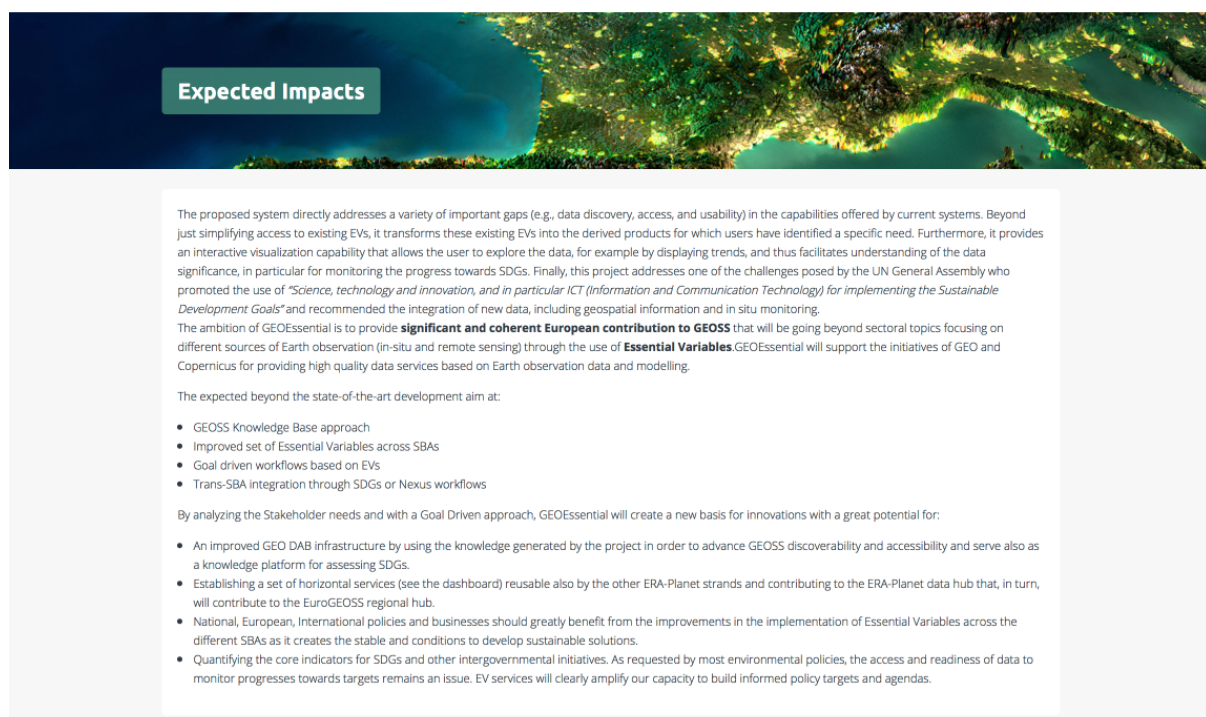 Expected Impacts
The proposed system directly addresses a variety of important gaps (e.g., data discovery, access, and usability) in the capabilities offered by current systems. Beyond
just simplifying access to existing EVs, it transforms these existing EVs into the derived products for which users have identified a specific need. Furthermore, it provides
an interactive visualization capability that allows the user to explore the data, for example by displaying trends, and thus facilitates understanding of the data
significance, in particular for monitoring the progress towards SDGs. Finally, this project addresses one of the challenges posed by the UN General Assembly who
promoted the use of “Science, technology and innovation, and in particular ICT (Information and Communication Technology) for implementing the Sustainable
Development Goals” and recommended the integration of new data, including geospatial information and in situ monitoring.
The ambition of GEOEssential is to provide significant and coherent European contribution to GEOSS that will be going beyond sectoral topics focusing on
different sources of Earth observation (in-situ and remote sensing) through the use of Essential Variables.GEOEssential will support the initiatives of GEO and
Copernicus for providing high quality data services based on Earth observation data and modelling.
The expected beyond the state-of-the-art development aim at:
• GEOSS Knowledge Base approach
• Improved set of Essential Variables across SBAs
• Goal driven workflows based on EVs
• Trans-SBA integration through SDGs or Nexus workflows
By analyzing the Stakeholder needs and with a Goal Driven approach, GEOEssential will create a new basis for innovations with a great potential for:
• An improved GEO DAB infrastructure by using the knowledge generated by the project in order to advance GEOSS discoverability and accessibility and serve also as
a knowledge platform for assessing SDGs.
• Establishing a set of horizontal services (see the dashboard) reusable also by the other ERA-Planet strands and contributing to the ERA-Planet data hub that, in turn,
will contribute to the EuroGEOSS regional hub.
• National, European, International policies and businesses should greatly benefit from the improvements in the implementation of Essential Variables across the
different SBAs as it creates the stable and conditions to develop sustainable solutions.
• Quantifying the core indicators for SDGs and other intergovernmental initiatives. As requested by most environmental policies, the access and readiness of data to
monitor progresses towards targets remains an issue. EV services will clearly amplify our capacity to build informed policy targets and agendas.